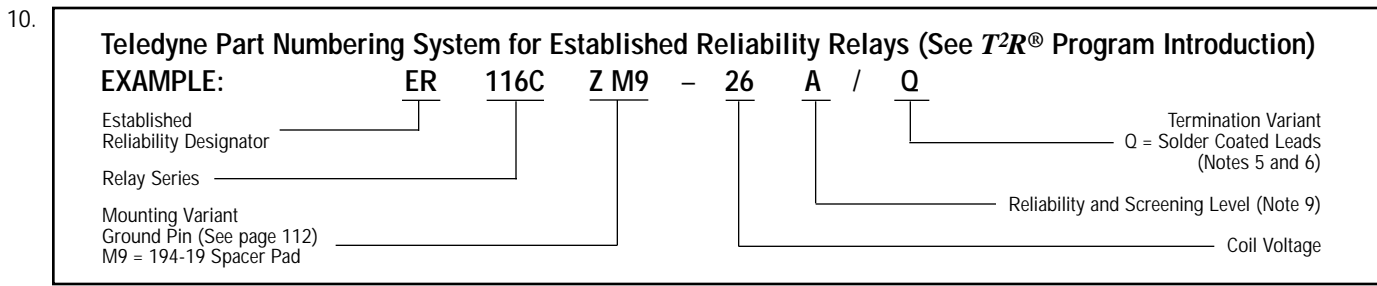 10.
Teledyne Part Numbering System for Established Reliability Relays (See T²R® Program Introduction)
EXAMPLE: ER 116C Z M9 – 26 A / Q
Established
Reliability Designator
Relay Series
Mounting Variant
Ground Pin (See page 112)
M9 = 194-19 Spacer Pad
Termination Variant
Q = Solder Coated Leads
(Notes 5 and 6)
Reliability and Screening Level (Note 9)
Coil Voltage